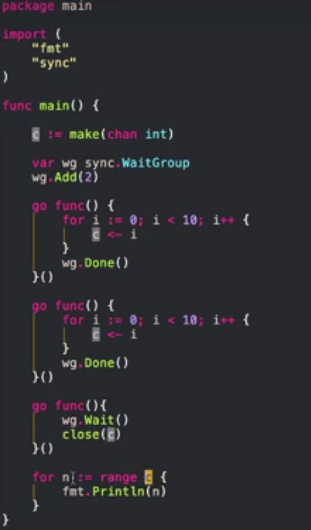 package main
import (
"fmt"
"sync"
)
func main() {
c := make(chan int)
var wg sync.WaitGroup
wg.Add(2)
go func() {
for i := 0; i < 10; i++ {
c <- i
}
wg.Done()
}()
go func() {
for i := 0; i < 10; i++ {
c <- i
}
wg.Done()
}()
go func(){
wg.Wait()
close(c)
}()
for n := range c {
fmt.Println(n)
}
}